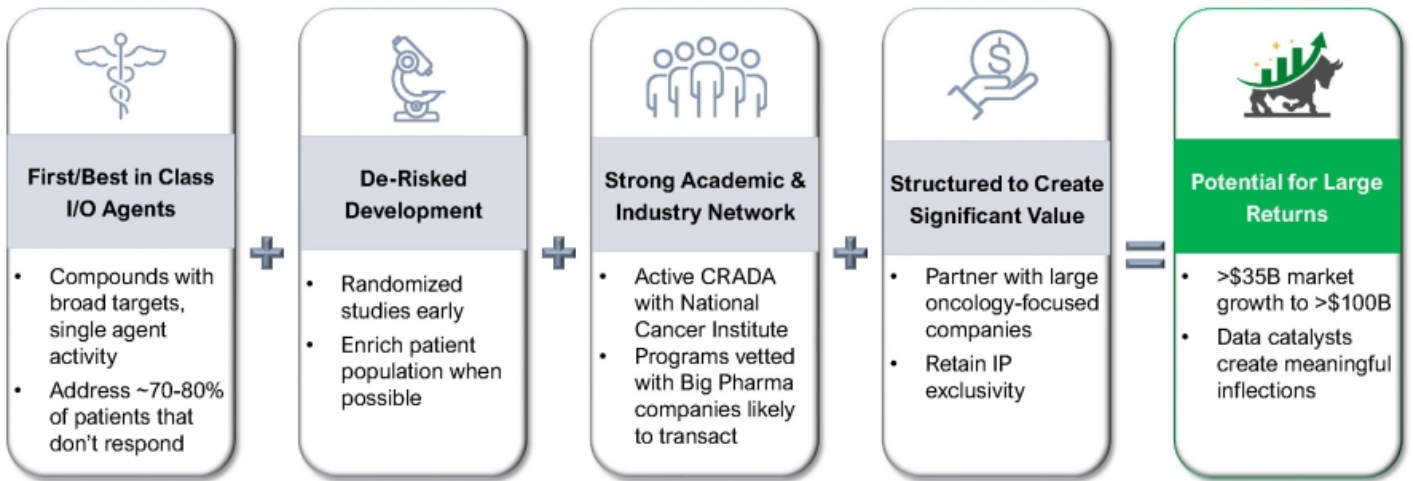 First/Best in Class
I/O Agents
• Compounds with
broad targets,
single agent
activity
• Address ~70-80%
of patients that
don't respond
+
De-Risked
Development
• Randomized
studies early
• Enrich patient
population when
possible
+
Strong Academic &
Industry Network
• Active CRADA
with National
Cancer Institute
• Programs vetted
with Big Pharma
companies likely
to transact
+
$
Structured to Create
Significant Value
• Partner with large
oncology-focused
companies
• Retain IP
exclusivity
=
Potential for Large
Returns
• >$35B market
growth to >$100B
• Data catalysts
create meaningful
inflections